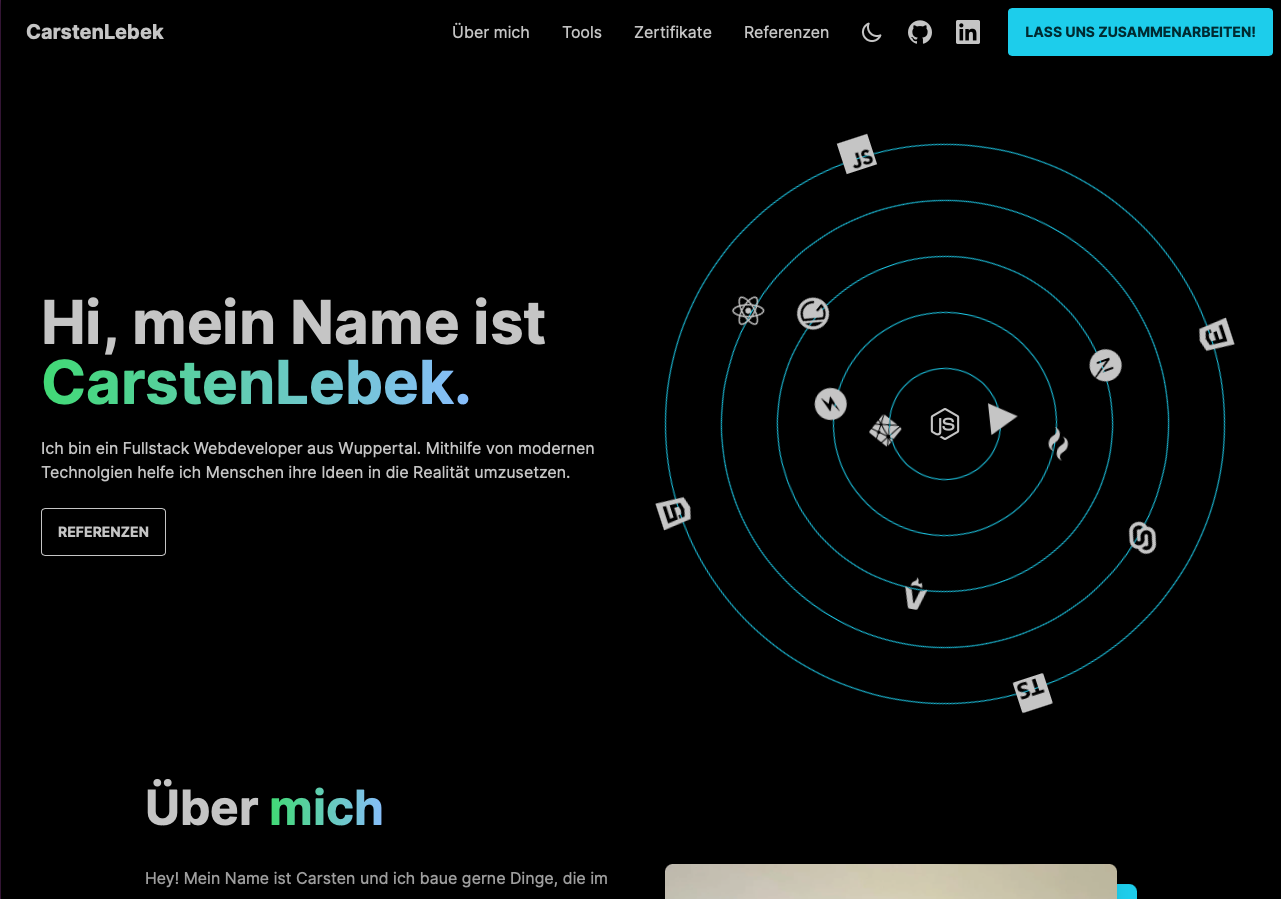 CarstenLebek
Über mich
Tools
Zertifikate
Referenzen
LASS UNS ZUSAMMENARBEITEN!
Hi, mein Name ist
CarstenLebek.
Ich bin ein Fullstack Webdeveloper aus Wuppertal. Mithilfe von modernen
Technolgien helfe ich Menschen ihre Ideen in die Realität umzusetzen.
REFERENZEN
JS
JS
TS
Über mich
Hey! Mein Name ist Carsten und ich baue gerne Dinge, die im